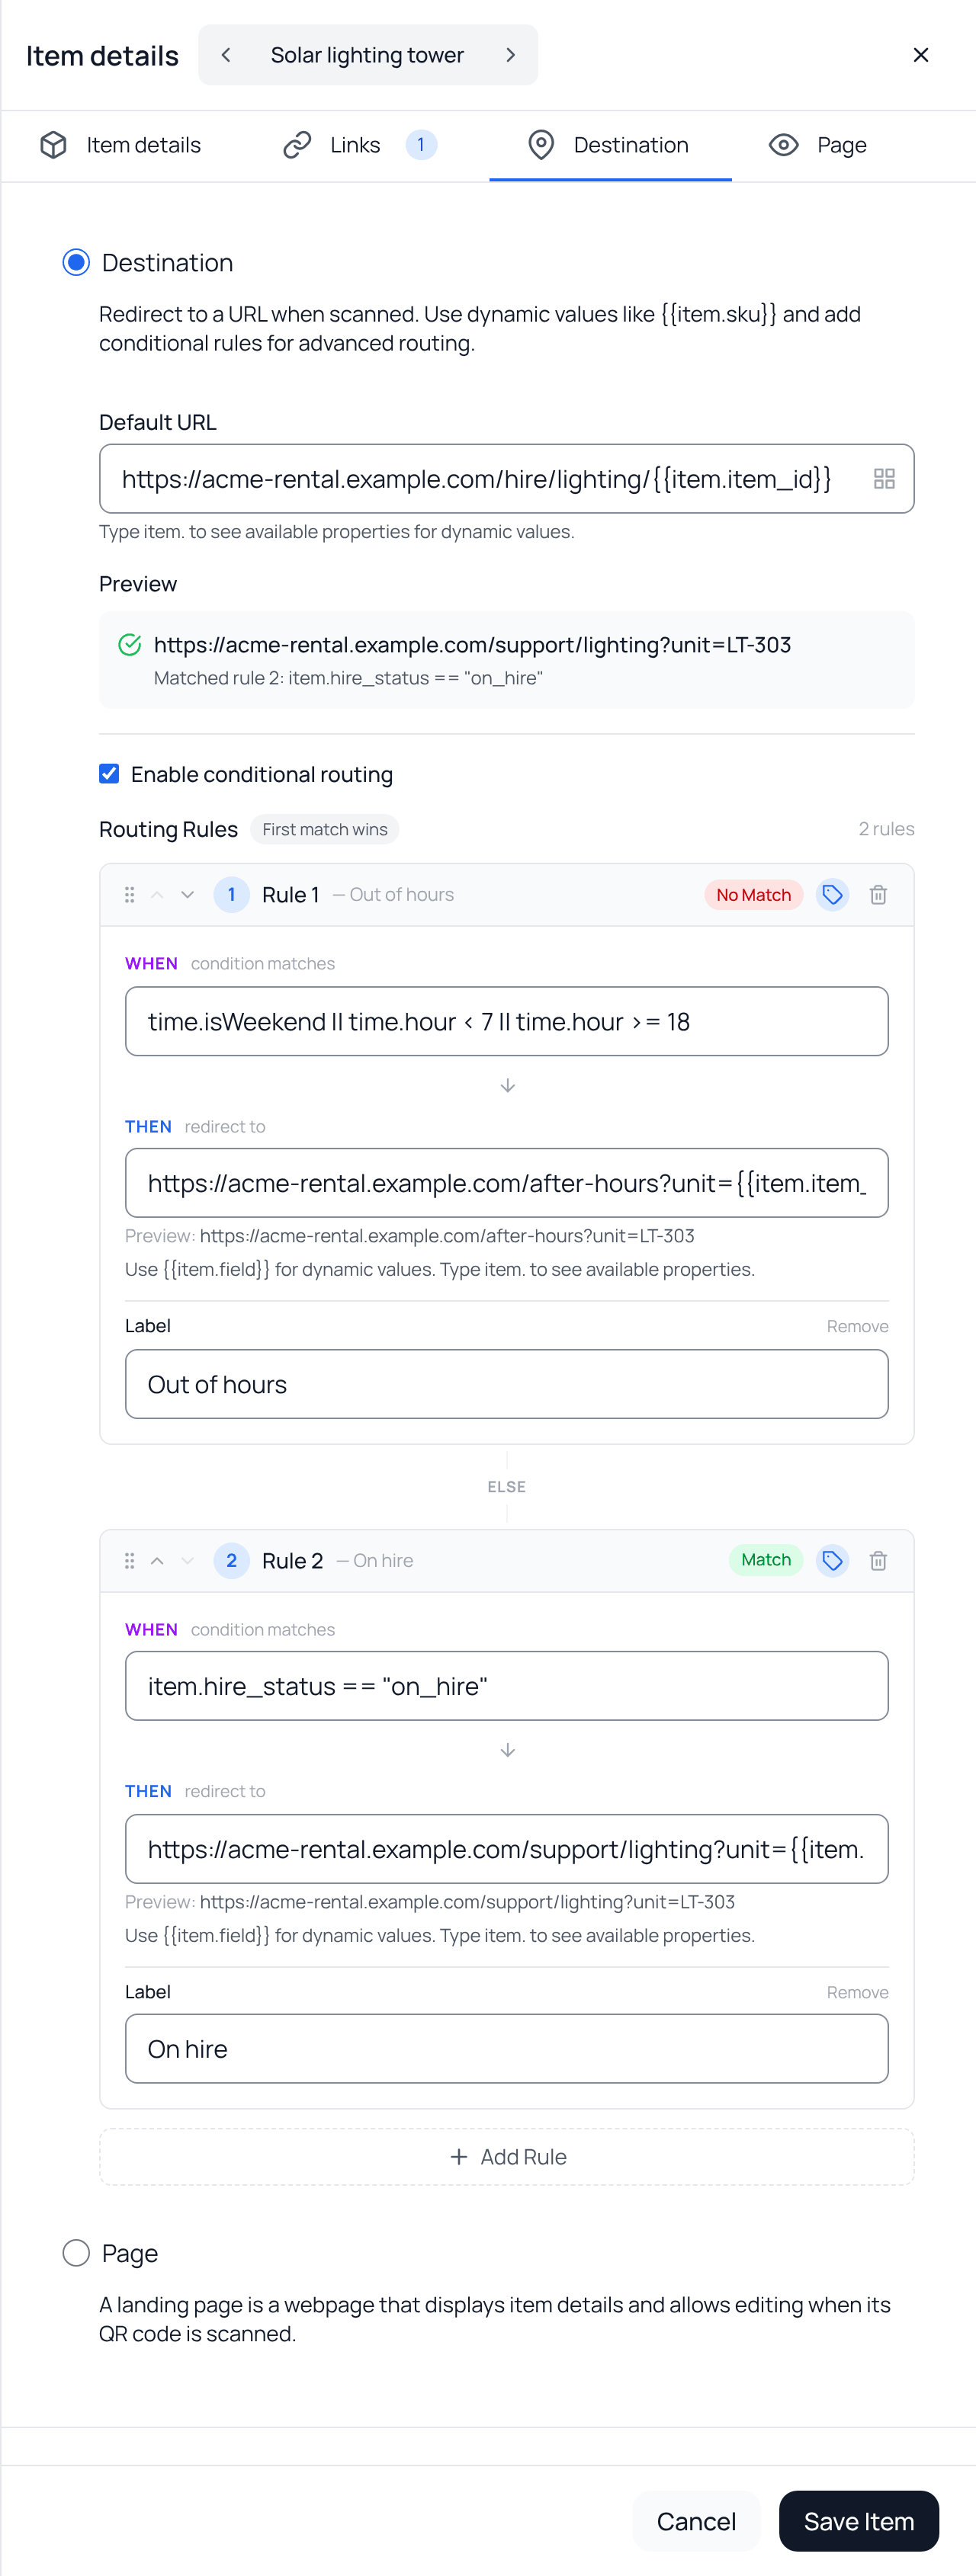 Item details
Solar lighting tower
Item details
Links
1
Destination
Page
Destination
Redirect to a URL when scanned. Use dynamic values like {{item.sku}} and add
conditional rules for advanced routing.
Default URL
https://acme-rental.example.com/hire/lighting/{{item.item_id}}
Type item. to see available properties for dynamic values.
Preview
https://acme-rental.example.com/support/lighting?unit=LT-303
Matched rule 2: item.hire_status == "on_hire"
Enable conditional routing
Routing Rules
First match wins
2 rules
1
Rule 1
— Out of hours
No Match
WHEN condition matches
time.isWeekend || time.hour < 7 || time.hour >= 18
THEN redirect to
https://acme-rental.example.com/after-hours?unit={{item.item_
Preview: https://acme-rental.example.com/after-hours?unit=LT-303
Use {{item.field}} for dynamic values. Type item. to see available properties.
Label
Remove
Out of hours
ELSE
2
Rule 2
— On hire
Match
WHEN condition matches
item.hire_status == "on_hire"
THEN redirect to
https://acme-rental.example.com/support/lighting?unit={{item.
Preview: https://acme-rental.example.com/support/lighting?unit=LT-303
Use {{item.field}} for dynamic values. Type item. to see available properties.
Label
Remove
On hire
Add Rule
Page
A landing page is a webpage that displays item details and allows editing when its
QR code is scanned.
Cancel
Save Item